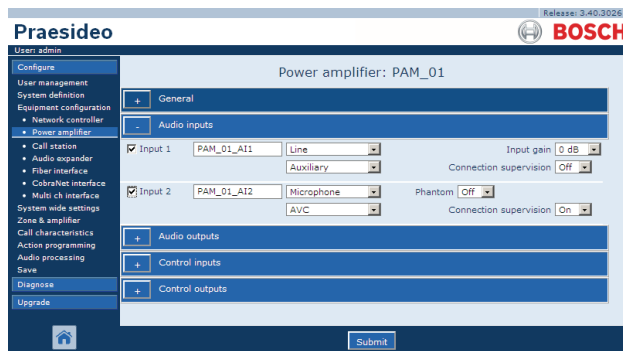 Release: 3.40.3026
Praesideo
BOSCH
User: admin
Configure
User management
System definition
Equipment configuration
• Network controller
• Power amplifier
• Call station
• Audio expander
• Fiber interface
• CobraNet interface
• Multi ch interface
System wide settings
Zone & amplifier
Call characteristics
Action programming
Audio processing
Save
Diagnose
Upgrade
Power amplifier: PAM_01
+ General
- Audio inputs
Input 1 PAM_01_AI1 Line Input gain 0 dB
Auxiliary Connection supervision Off
Input 2 PAM_01_AI2 Microphone Phantom Off
AVC Connection supervision On
+ Audio outputs
+ Control inputs
+ Control outputs
Submit